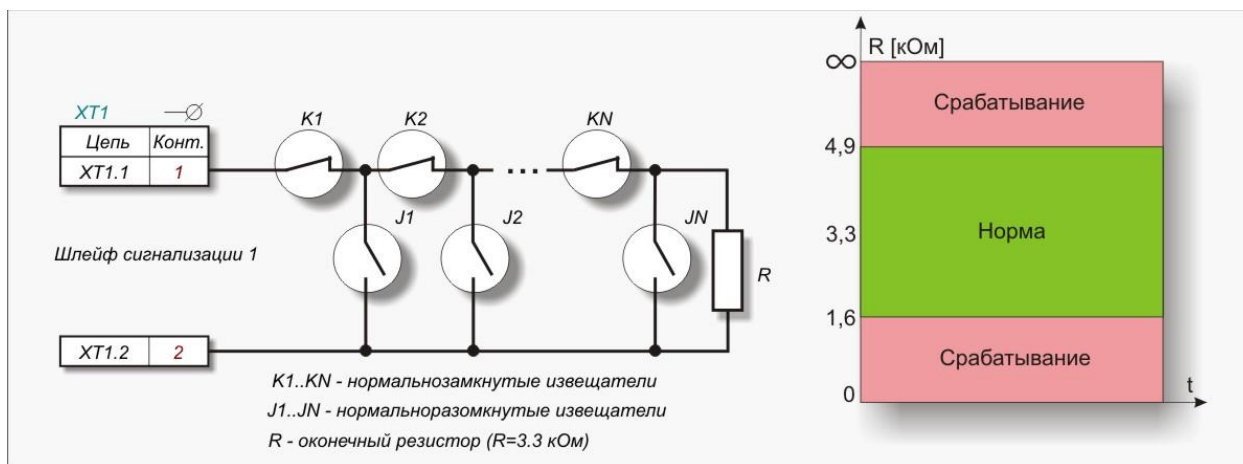 XT1
Цепь Конт.
XT1.1 1
K1
K2
KN
...
J1
J2
JN
R
Шлейф сигнализации 1
XT1.2 2
K1..KN - нормальнозамкнутые извещатели
J1..JN - нормальноразомкнутые извещатели
R - оконечный резистор (R=3.3 кОм)
R [кОм]
∞
Срабатывание
4,9
3,3
Норма
1,6
Срабатывание
0
t